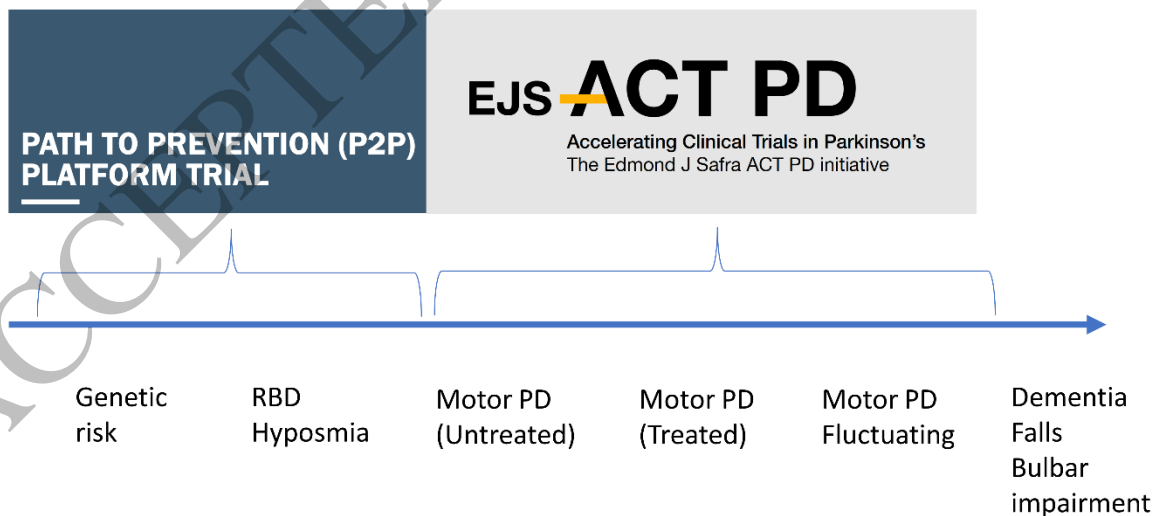 PATH TO PREVENTION (P2P)
PLATFORM TRIAL
EJS ACT PD
Accelerating Clinical Trials in Parkinson's
The Edmond J Safra ACT PD initiative
ACCEPTE
Genetic
risk
RBD
Hyposmia
Motor PD
(Untreated)
Motor PD
(Treated)
Motor PD
Fluctuating
Dementia
Falls
Bulbar
impairment